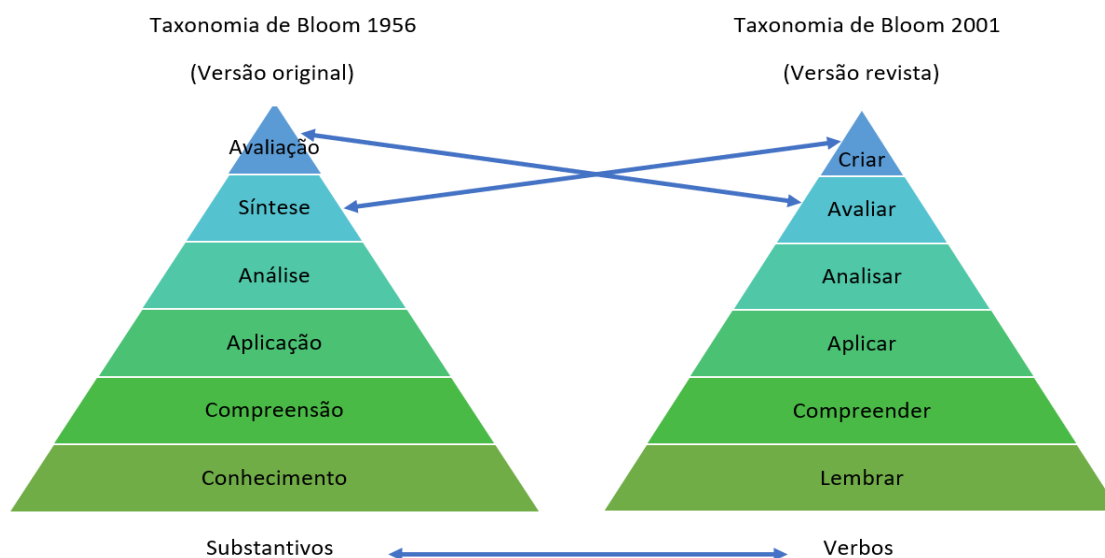 Taxonomia de Bloom 1956
(Versão original)
Avaliação
Síntese
Análise
Aplicação
Compreensão
Conhecimento
Substantivos
Taxonomia de Bloom 2001
(Versão revista)
Criar
Avaliar
Analisar
Aplicar
Compreender
Lembrar
Verbos